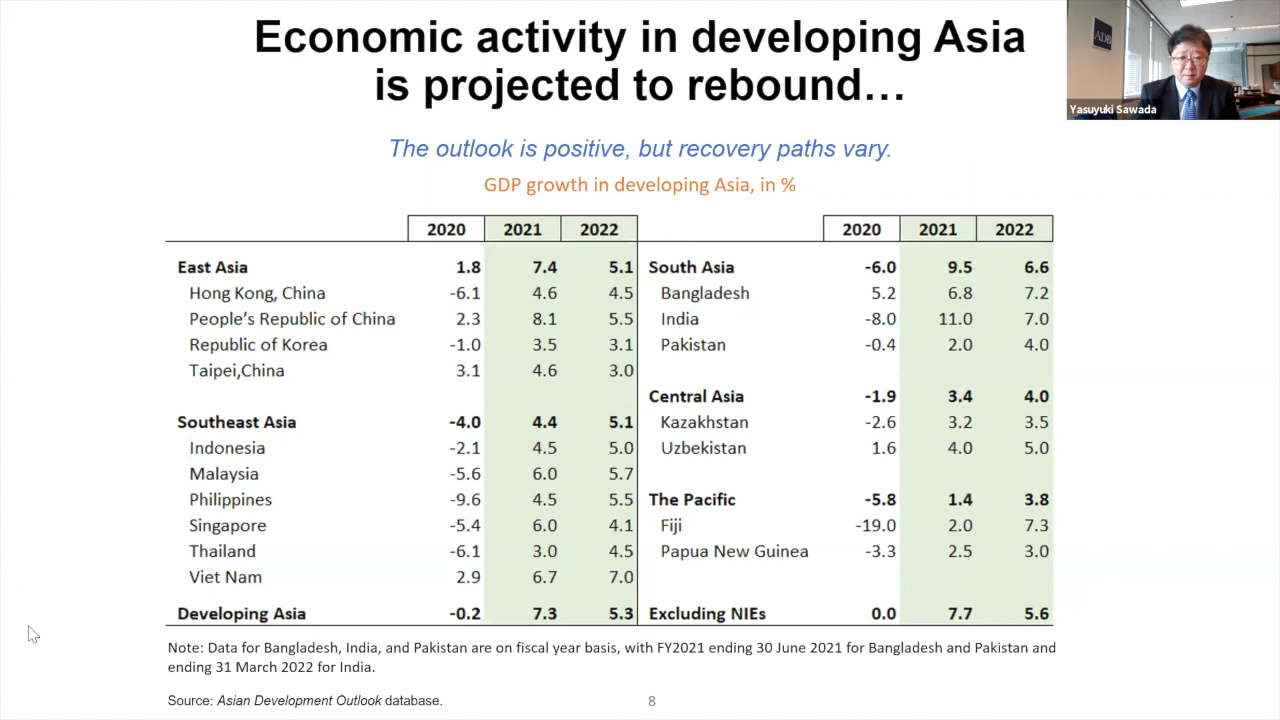 Economic activity in developing Asia
is projected to rebound…
ADB
Yasuyuki Sawada
The outlook is positive, but recovery paths vary.
GDP growth in developing Asia, in %
2020 2021 2022
East Asia 1.8 7.4 5.1
Hong Kong, China -6.1 4.6 4.5
People’s Republic of China 2.3 8.1 5.5
Republic of Korea -1.0 3.5 3.1
Taipei,China 3.1 4.6 3.0
Southeast Asia -4.0 4.4 5.1
Indonesia -2.1 4.5 5.0
Malaysia -5.6 6.0 5.7
Philippines -9.6 4.5 5.5
Singapore -5.4 6.0 4.1
Thailand -6.1 3.0 4.5
Viet Nam 2.9 6.7 7.0
Developing Asia -0.2 7.3 5.3
2020 2021 2022
South Asia -6.0 9.5 6.6
Bangladesh 5.2 6.8 7.2
India -8.0 11.0 7.0
Pakistan -0.4 2.0 4.0
Central Asia -1.9 3.4 4.0
Kazakhstan -2.6 3.2 3.5
Uzbekistan 1.6 4.0 5.0
The Pacific -5.8 1.4 3.8
Fiji -19.0 2.0 7.3
Papua New Guinea -3.3 2.5 3.0
Excluding NIEs 0.0 7.7 5.6
Note: Data for Bangladesh, India, and Pakistan are on fiscal year basis, with FY2021 ending 30 June 2021 for Bangladesh and Pakistan and
ending 31 March 2022 for India.
Source: Asian Development Outlook database.
8